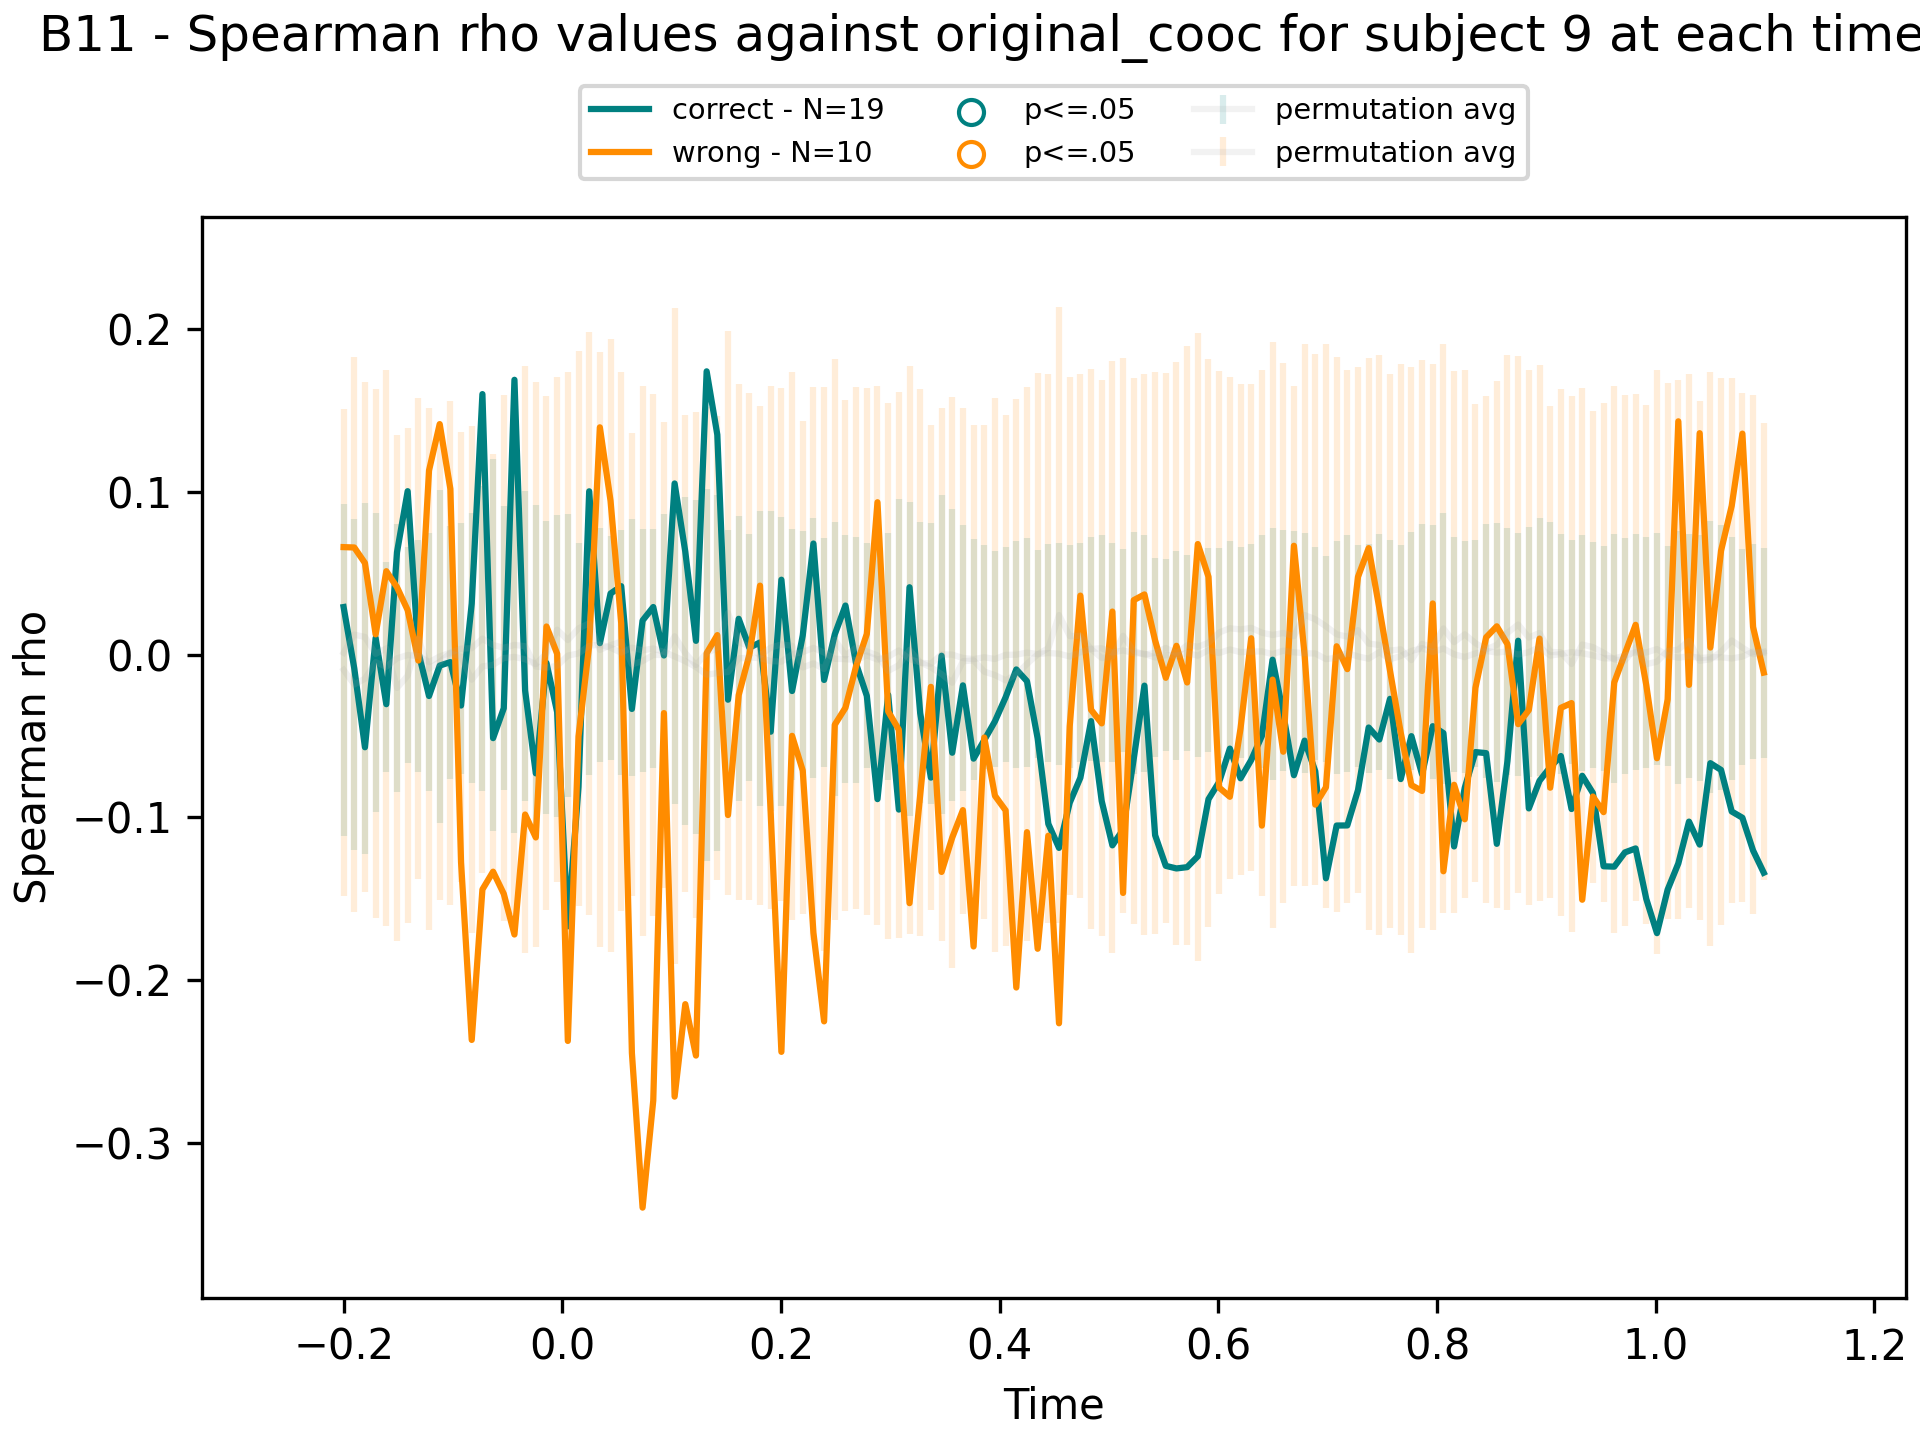 B11 - Spearman rho values against original_cooc for subject 9 at each time
correct - N=19 p<=.05 permutation avg
wrong - N=10 p<=.05 permutation avg
0.2
0.1
0.0
−0.1
−0.2
−0.3
Spearman rho
−0.2 0.0 0.2 0.4 0.6 0.8 1.0 1.2
Time